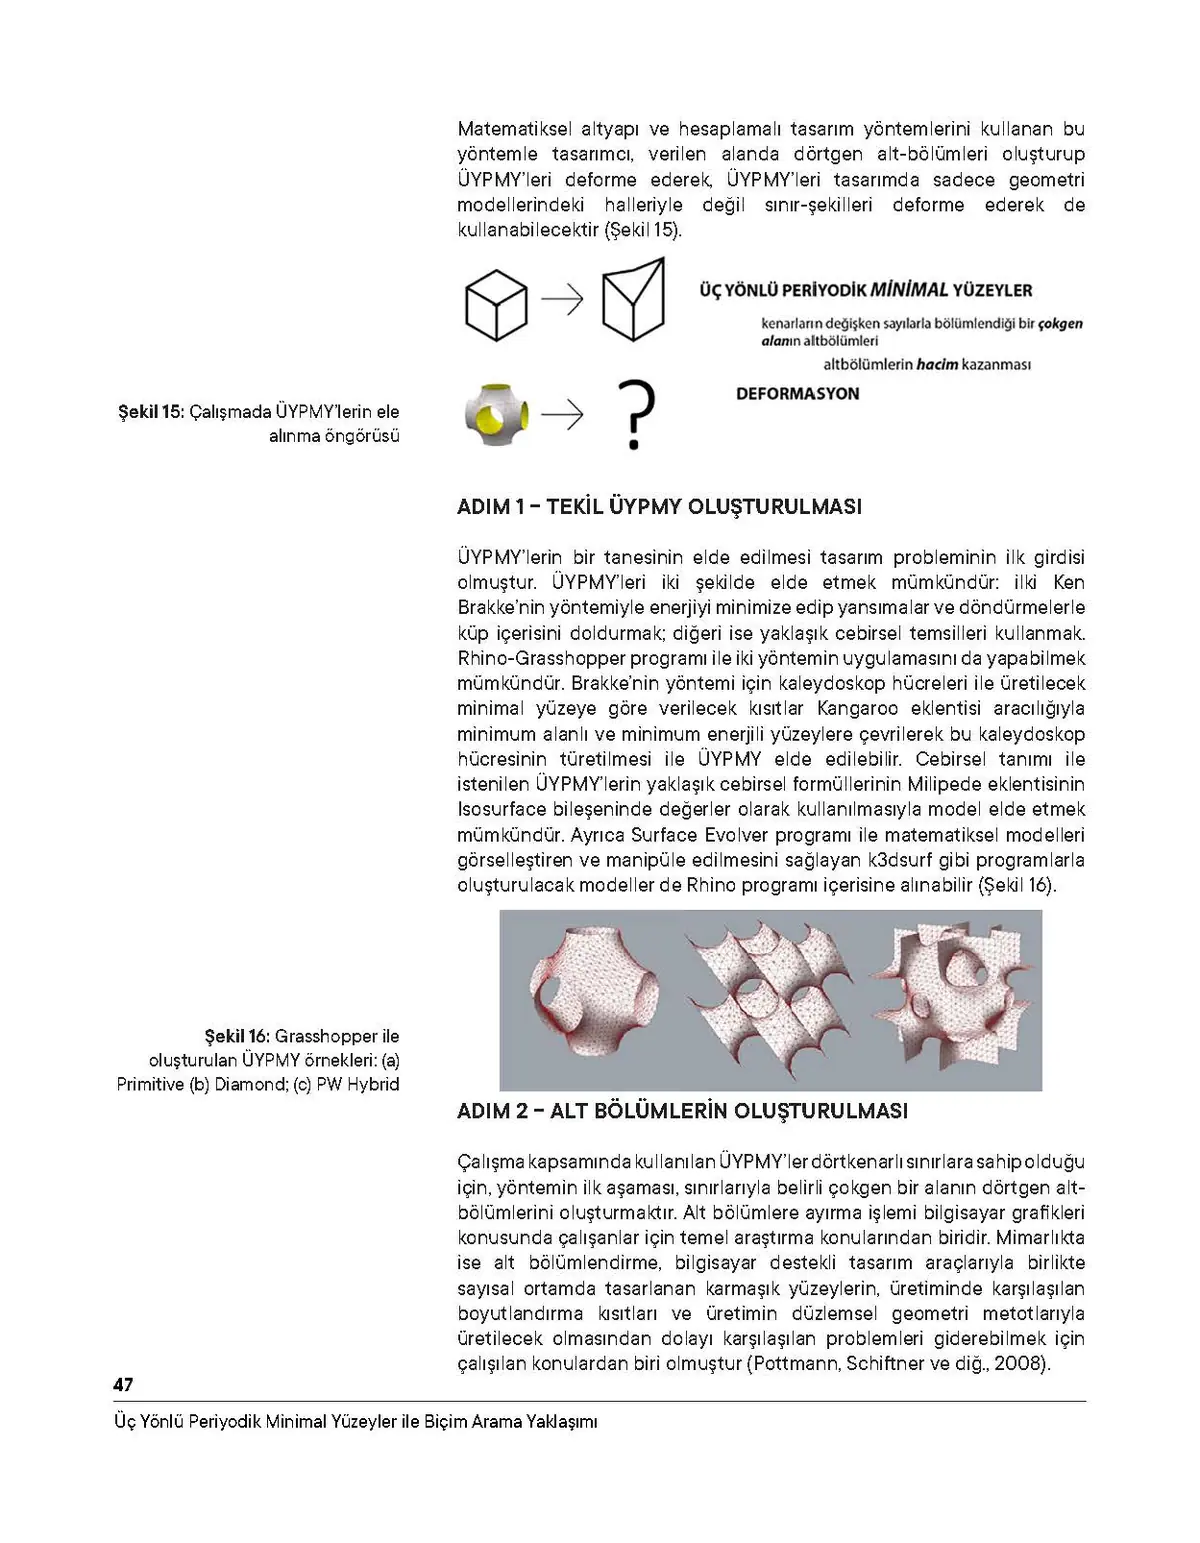 Matematiksel altyapı ve hesaplamalı tasarım yöntemlerini kullanan bu
yöntemle tasarımcı, verilen alanda dörtgen alt-bölümleri oluşturup
ÜYPMY'leri deforme ederek, ÜYPMY'leri tasarımda sadece geometri
modellerindeki halleriyle değil sınır-şekilleri deforme ederek de
kullanabilecektir (Şekil 15).
ÜÇ YÖNLÜ PERİYODİK MİNİMAL YÜZEYLER
kenarların değişken sayılarla bölümlendiği bir çokgen
alanın altbölümleri
altbölümlerin hacim kazanması
DEFORMASYON
?
Şekil 15: Çalışmada ÜYPMY'lerin ele
alınma öngörüsü
ADIM 1 – TEKİL ÜYPMY OLUŞTURULMASI
ÜYPMY'lerin bir tanesinin elde edilmesi tasarım probleminin ilk girdisi
olmuştur. ÜYPMY'leri iki şekilde elde etmek mümkündür: ilki Ken
Brakke'nin yöntemiyle enerjiyi minimize edip yansımalar ve döndürmelerle
küp içerisini doldurmak; diğeri ise yaklaşık cebirsel temsilleri kullanmak.
Rhino-Grasshopper programı ile iki yöntemin uygulamasını da yapabilmek
mümkündür. Brakke'nin yöntemi için kaleydoskop hücreleri ile üretilecek
minimal yüzeye göre verilecek kısıtlar Kangaroo eklentisi aracılığıyla
minimum alanlı ve minimum enerjili yüzeylere çevrilerek bu kaleydoskop
hücresinin türetilmesi ile ÜYPMY elde edilebilir. Cebirsel tanımı ile
istenilen ÜYPMY'lerin yaklaşık cebirsel formüllerinin Milipede eklentisinin
Isosurface bileşeninde değerler olarak kullanılmasıyla model elde etmek
mümkündür. Ayrıca Surface Evolver programı ile matematiksel modelleri
görselleştiren ve manipüle edilmesini sağlayan k3dsurf gibi programlarla
oluşturulacak modeller de Rhino programı içerisine alınabilir (Şekil 16).
Şekil 16: Grasshopper ile
oluşturulan ÜYPMY örnekleri: (a)
Primitive (b) Diamond; (c) PW Hybrid
ADIM 2 – ALT BÖLÜMLERİN OLUŞTURULMASI
Çalışma kapsamında kullanılan ÜYPMY'ler dörtkenarlı sınırlara sahip olduğu
için, yöntemin ilk aşaması, sınırlarıyla belirli çokgen bir alanın dörtgen alt-
bölümlerini oluşturmaktır. Alt bölümlere ayırma işlemi bilgisayar grafikleri
konusunda çalışanlar için temel araştırma konularından biridir. Mimarlıkta
ise alt bölümlendirme, bilgisayar destekli tasarım araçlarıyla birlikte
sayısal ortamda tasarlanan karmaşık yüzeylerin, üretiminde karşılaşılan
boyutlandırma kısıtları ve üretimin düzlemsel geometri metotlarıyla
üretilecek olmasından dolayı karşılaşılan problemleri giderebilmek için
çalışılan konulardan biri olmuştur (Pottmann, Schiftner ve diğ., 2008).
47
Üç Yönlü Periyodik Minimal Yüzeyler ile Biçim Arama Yaklaşımı